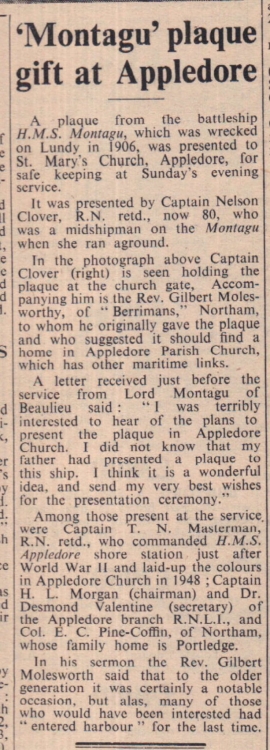 'Montagu' plaque
gift at Appledore
A plaque from the battleship
H.M.S. Montagu, which was wrecked
on Lundy in 1906, was presented to
St. Mary's Church, Appledore, for
safe keeping at Sunday's evening
service.
It was presented by Captain Nelson
Clover, R.N. retd., now 80, who
was a midshipman on the Montagu
when she ran aground.
In the photograph above Captain
Clover (right) is seen holding the
plaque at the church gate, Accom-
panying him is the Rev. Gilbert Moles-
worthy, of "Berrimans," Northam,
to whom he originally gave the plaque
and who suggested it should find a
home in Appledore Parish Church,
which has other maritime links.
A letter received just before the
service from Lord Montagu of
Beaulieu said: "I was terribly
interested to hear of the plans to
present the plaque in Appledore
Church. I did not know that my
father had presented a plaque to
this ship. I think it is a wonderful
idea, and send my very best wishes
for the presentation ceremony."
Among those present at the service
were Captain T. N. Masterman,
R.N. retd., who commanded H.M.S.
Appledore shore station just after
World War II and laid-up the colours
in Appledore Church in 1948; Captain
H. L. Morgan (chairman) and Dr.
Desmond Valentine (secretary) of
the Appledore branch R.N.L.I., and
Col. E. C. Pine-Coffin, of Northam,
whose family home is Portledge.
In his sermon the Rev. Gilbert
Molesworth said that to the older
generation it was certainly a notable
occasion, but alas, many of those
who would have been interested had
"entered harbour" for the last time.